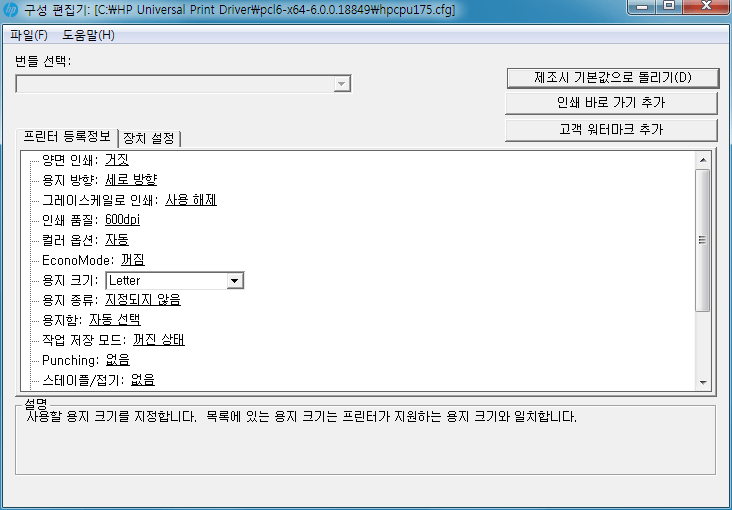 구성 편집기: [C:₩HP Universal Print Driver₩pcl6-x64-6.0.0.18849₩hpcpu175.cfg]
파일(F) 도움말(H)
번들 선택:
제조시 기본값으로 돌리기(D)
인쇄 바로 가기 추가
고객 워터마크 추가
프린터 등록정보 장치 설정
양면 인쇄: 거짓
용지 방향: 세로 방향
그레이스케일로 인쇄: 사용 해제
인쇄 품질: 600dpi
컬러 옵션: 자동
EconoMode: 꺼짐
용지 크기: Letter
용지 종류: 지정되지 않음
용지함: 자동 선택
작업 저장 모드: 꺼진 상태
Punching: 없음
스테이플/접기: 없음
설명
사용할 용지 크기를 지정합니다. 목록에 있는 용지 크기는 프린터가 지원하는 용지 크기와 일치합니다.